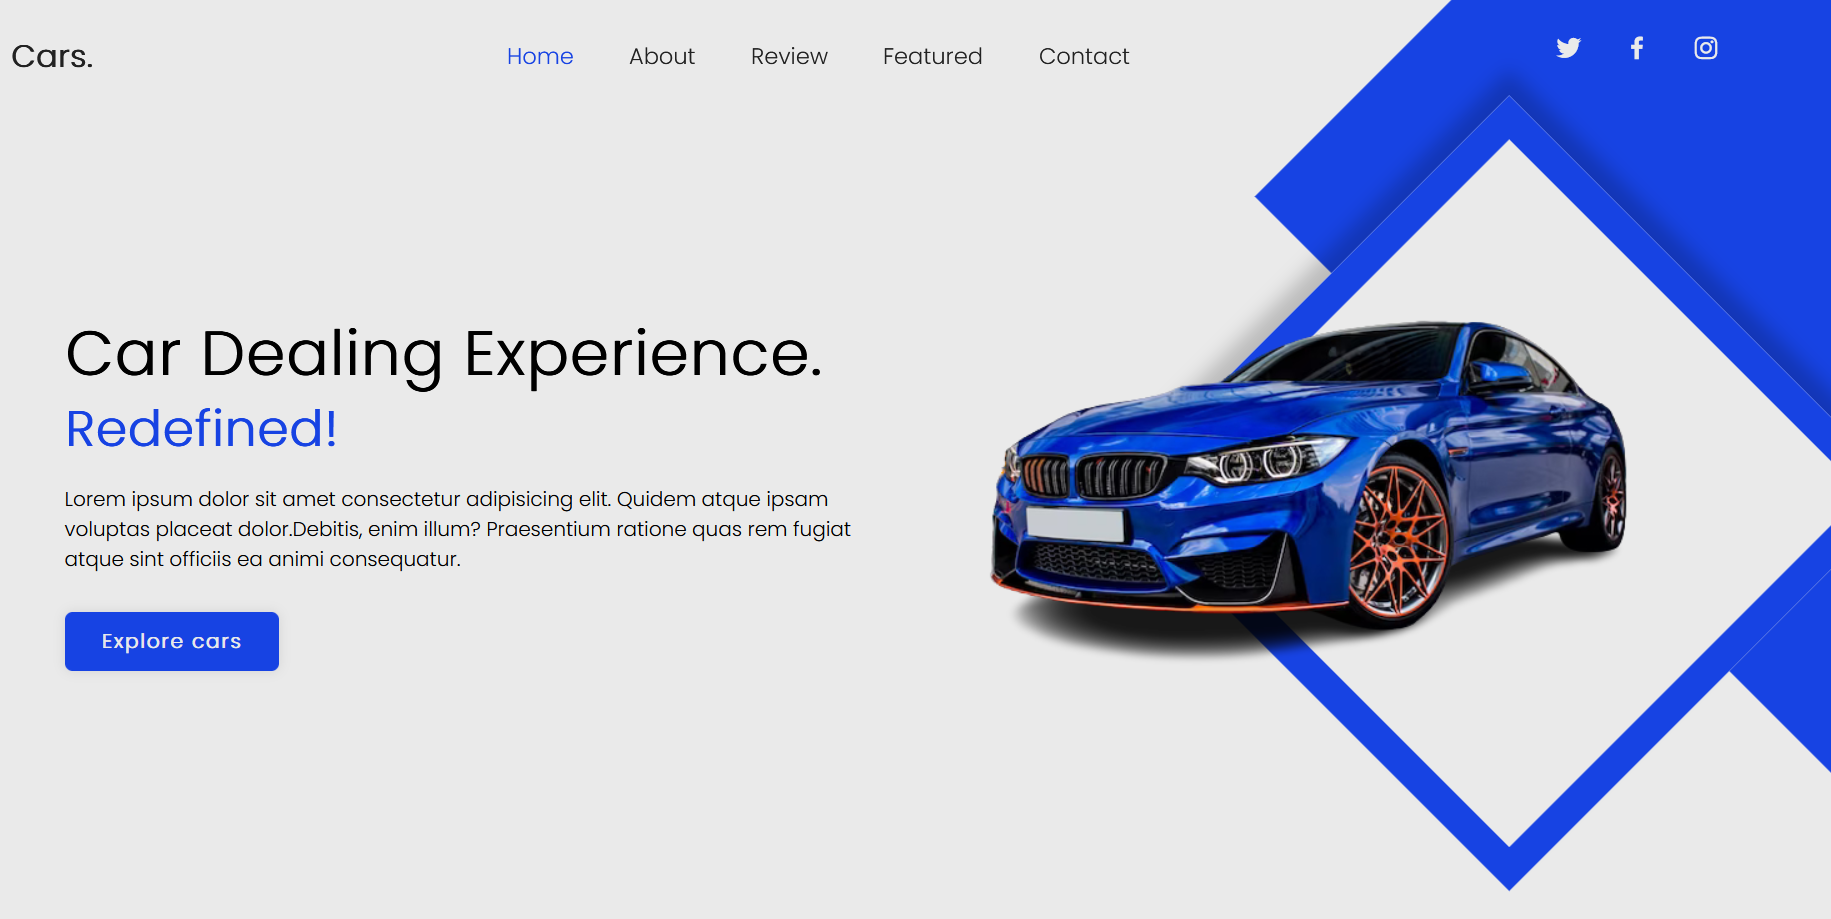 Cars.
Home
About
Review
Featured
Contact
Car Dealing Experience.
Redefined!
Lorem ipsum dolor sit amet consectetur adipisicing elit. Quidem atque ipsam
voluptas placeat dolor.Debitis, enim illum? Praesentium ratione quas rem fugiat
atque sint officiis ea animi consequatur.
Explore cars